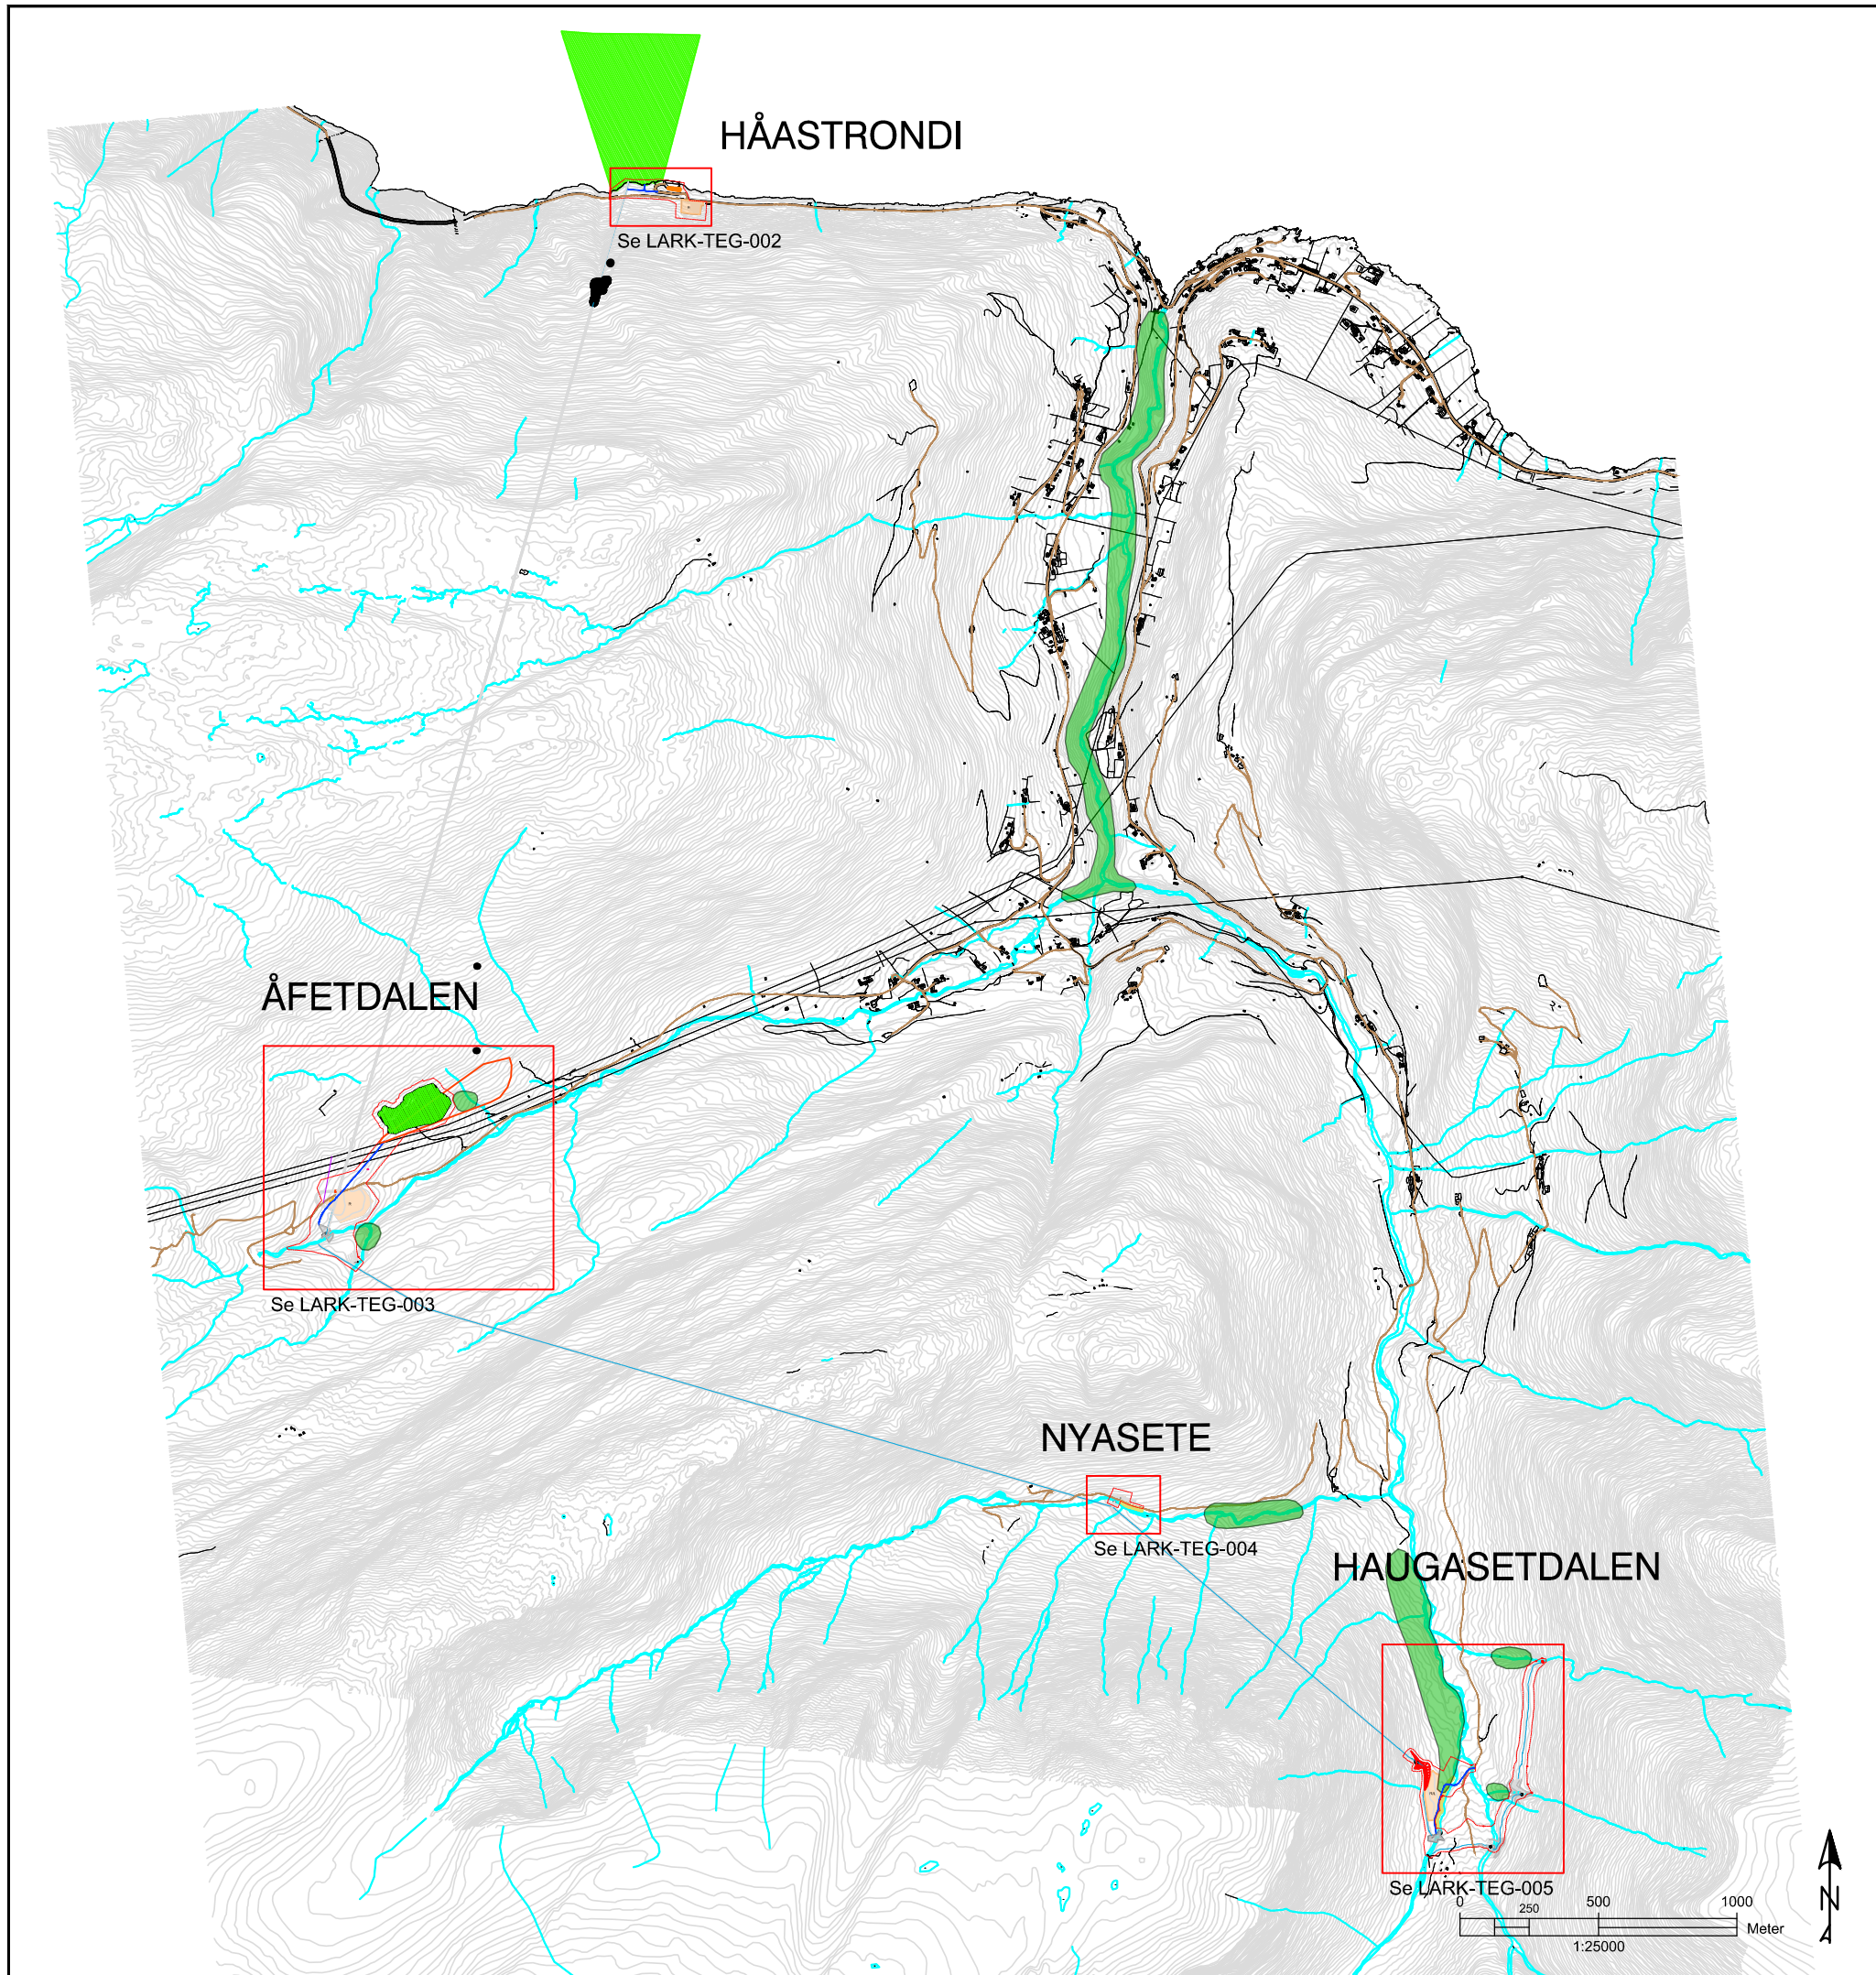 HÅASTRONDI
Se LARK-TEG-002
ÅFETDALEN
Se LARK-TEG-003
NYASETE
Se LARK-TEG-004
HAUGASETDALEN
Se LARK-TEG-005
0 250 500 1000
Meter
1:25000
N